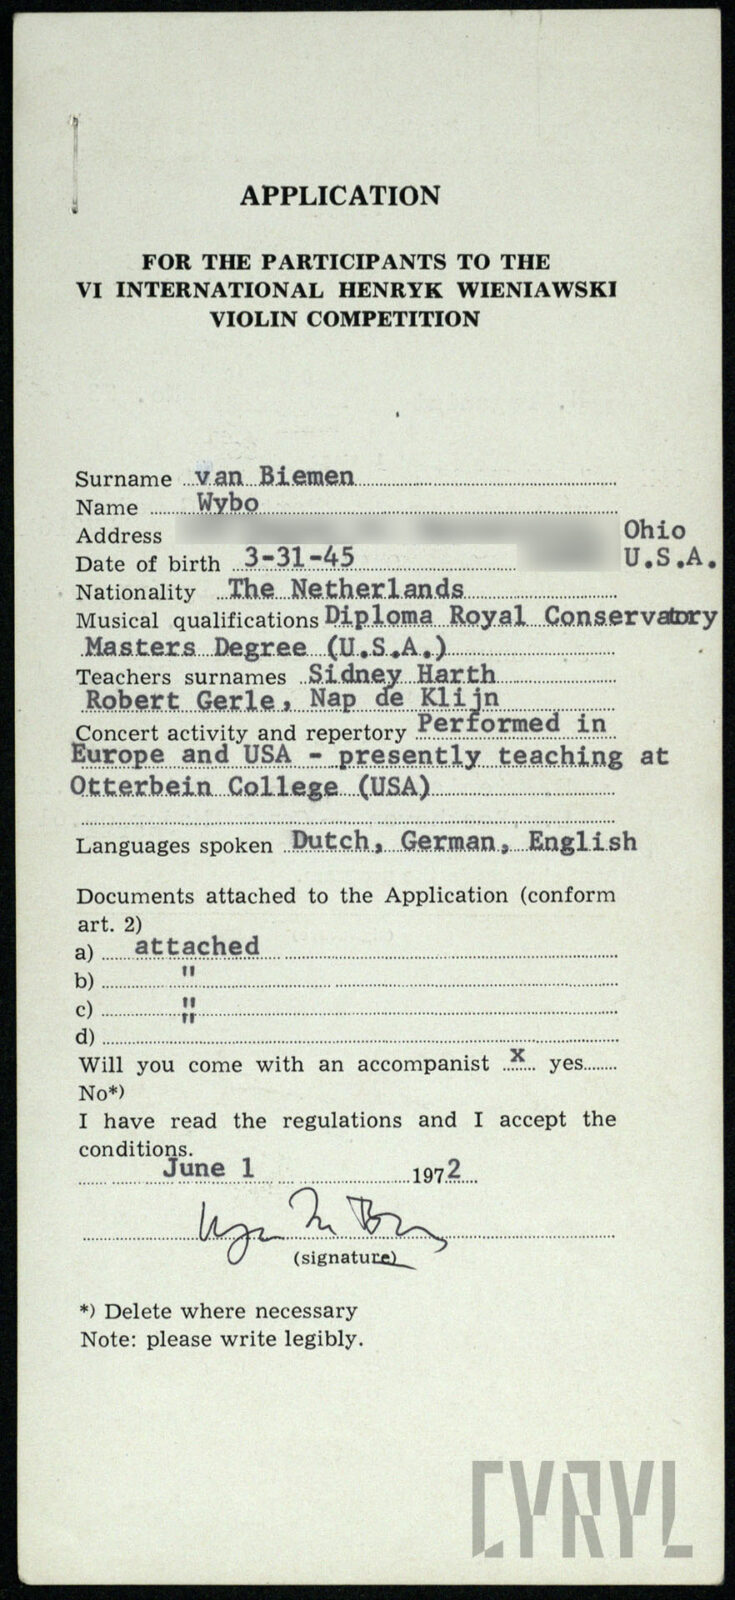 APPLICATION
FOR THE PARTICIPANTS TO THE
VI INTERNATIONAL HENRYK WIENIAWSKI
VIOLIN COMPETITION
Surname van Biemen
Name Wybo
Address Ohio
Date of birth 3-31-45 U.S.A.
Nationality The Netherlands
Musical qualifications Diploma Royal Conservatory
Masters Degree (U.S.A.)
Teachers surnames Sidney Harth
Robert Gerle, Nap de Klijn
Concert activity and repertory Performed in
Europe and USA - presently teaching at
Otterbein College (USA)
Languages spoken Dutch, German, English
Documents attached to the Application (conform
art. 2)
a) attached
b) "
c) "
d) "
Will you come with an accompanist x yes
No*)
I have read the regulations and I accept the
conditions.
June 1 1972
(signature)
*) Delete where necessary
Note: please write legibly.
CYRYL